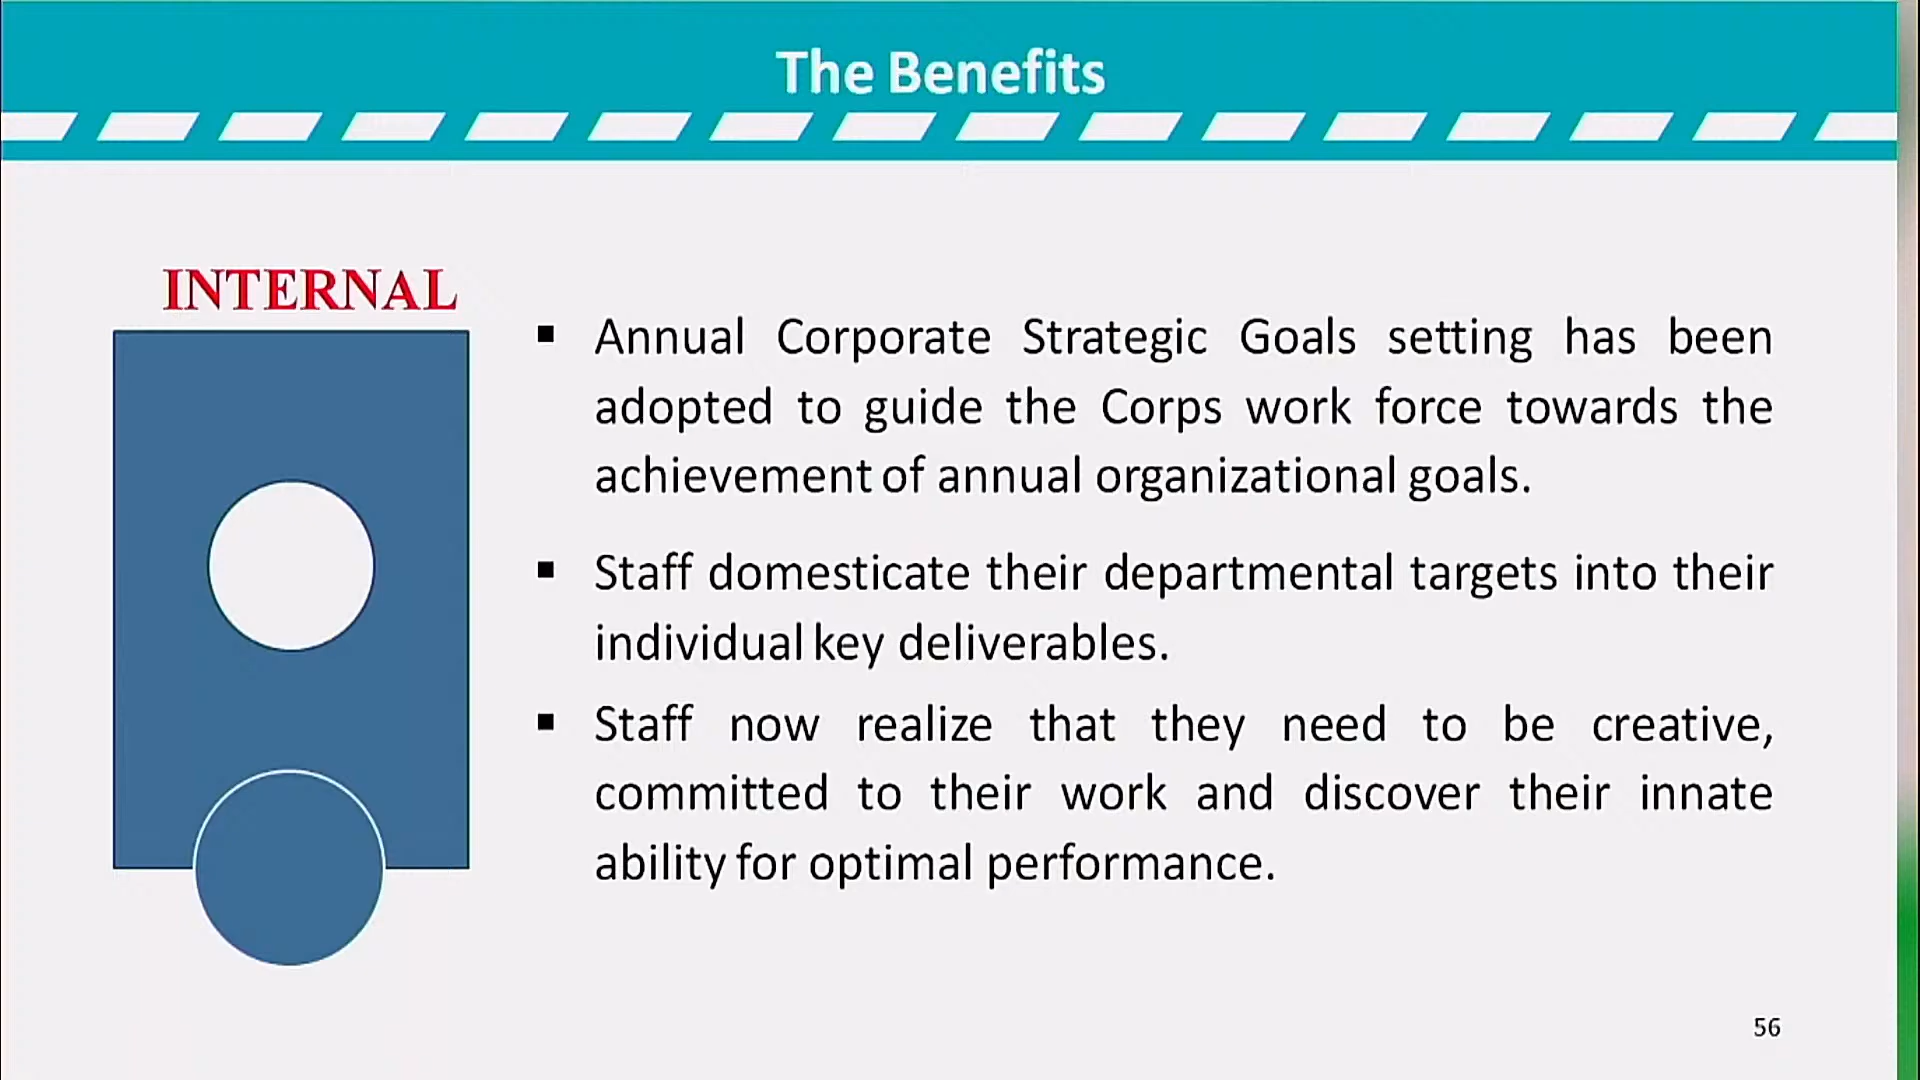 The Benefits
INTERNAL
▪ Annual Corporate Strategic Goals setting has been
adopted to guide the Corps work force towards the
achievement of annual organizational goals.
▪ Staff domesticate their departmental targets into their
individual key deliverables.
▪ Staff now realize that they need to be creative,
committed to their work and discover their innate
ability for optimal performance.
56